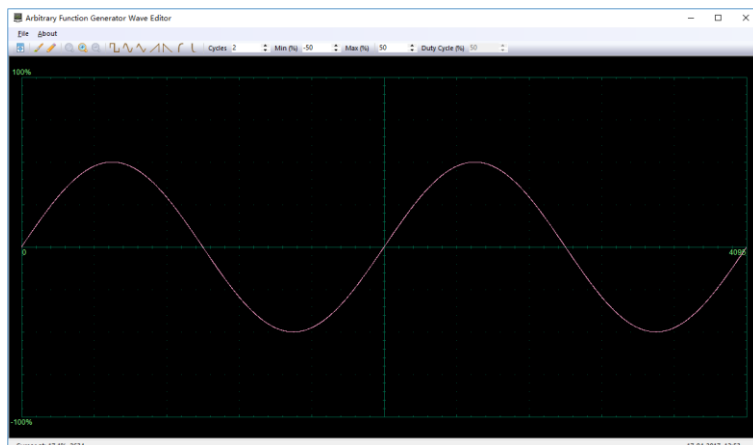 Arbitrary Function Generator Wave Editor
File About
Cycles 2 Min (%) -50 Max (%) 50 Duty Cycle (%) 50
100%
0 4095
-100%